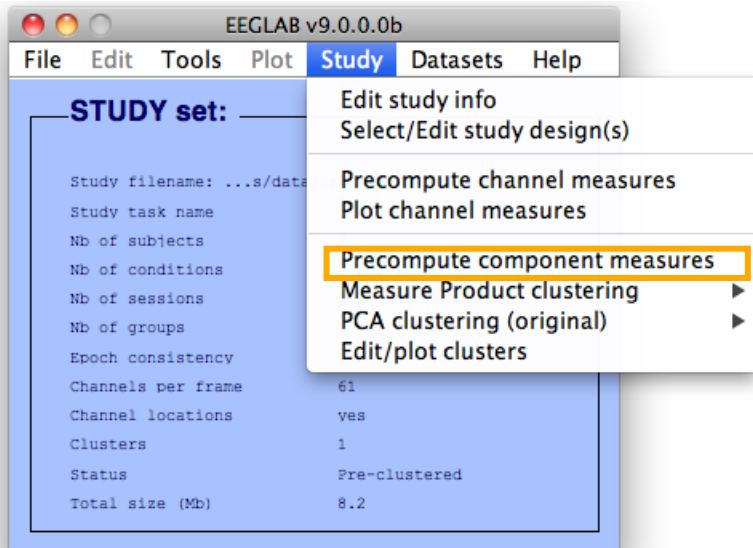 EEGLAB v9.0.0.0b
File Edit Tools Plot Study Datasets Help
STUDY set:
Edit study info
Select/Edit study design(s)
Precompute channel measures
Plot channel measures
Precompute component measures
Measure Product clustering
PCA clustering (original)
Edit/plot clusters
Study filename: ...s/data
Study task name
Nb of subjects
Nb of conditions
Nb of sessions
Nb of groups
Epoch consistency
Channels per frame 61
Channel locations yes
Clusters 1
Status Pre-clustered
Total size (Mb) 8.2